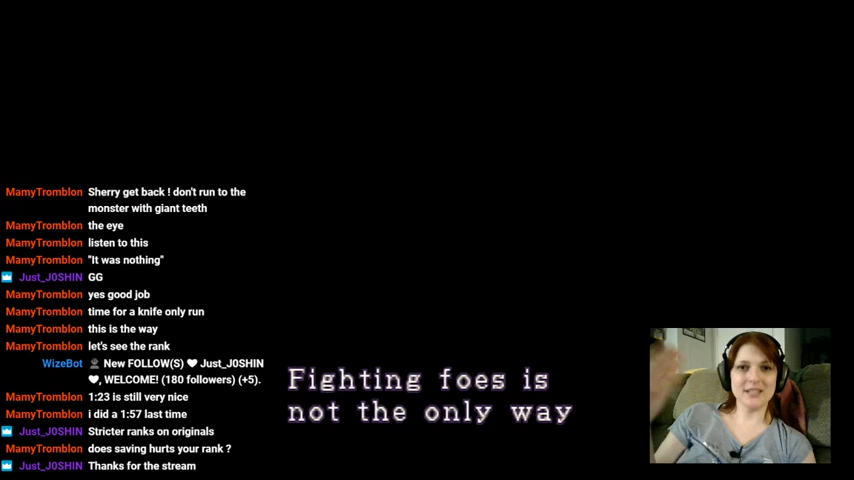 MamyTromblon Sherry get back ! don't run to the
monster with giant teeth
MamyTromblon the eye
MamyTromblon listen to this
MamyTromblon "It was nothing"
Just_J0SHIN GG
MamyTromblon yes good job
MamyTromblon time for a knife only run
MamyTromblon this is the way
MamyTromblon let's see the rank
WizeBot New FOLLOW(S) Just_J0SHIN
, WELCOME! (180 followers) (+5).
MamyTromblon 1:23 is still very nice
MamyTromblon i did a 1:57 last time
Just_J0SHIN Stricter ranks on originals
MamyTromblon does saving hurts your rank ?
Just_J0SHIN Thanks for the stream
Fighting foes is
not the only way